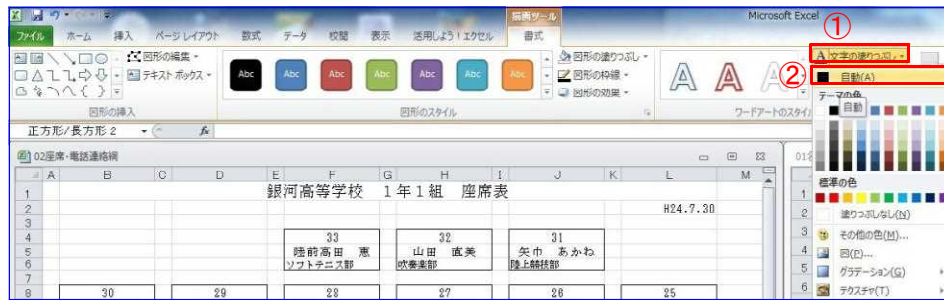 描画ツール
Microsoft Excel
①
ファイル ホーム 挿入 ページ レイアウト 数式 データ 校閲 表示 活用しよう!エクセル 書式
図形の編集
テキスト ボックス
Abc Abc Abc Abc Abc Abc
図形の塗りつぶし
図形の枠線
図形の効果
A A A
A 文字の塗りつぶ
② 自動(A)
図形の挿入 図形のスタイル ワードアートのスタイ
テーマの色
自動
正方形/長方形 2 fx
02座席・電話連絡網
標準の色
塗りつぶしなし(N)
その他の色(M)...
図(P)...
グラデーション(G)
テクスチャ(T)
A B C D E F G H I J K L M
1 銀河高等学校 1年1組 座席表 1
2 H24.7.30 2
3 3
4 33 32 31 4
5 陸前高田 恵 山田 直美 矢巾 あかね 5
6 ソフトテニス部 吹奏楽部 陸上競技部 6
7
8 30 29 28 27 26 25